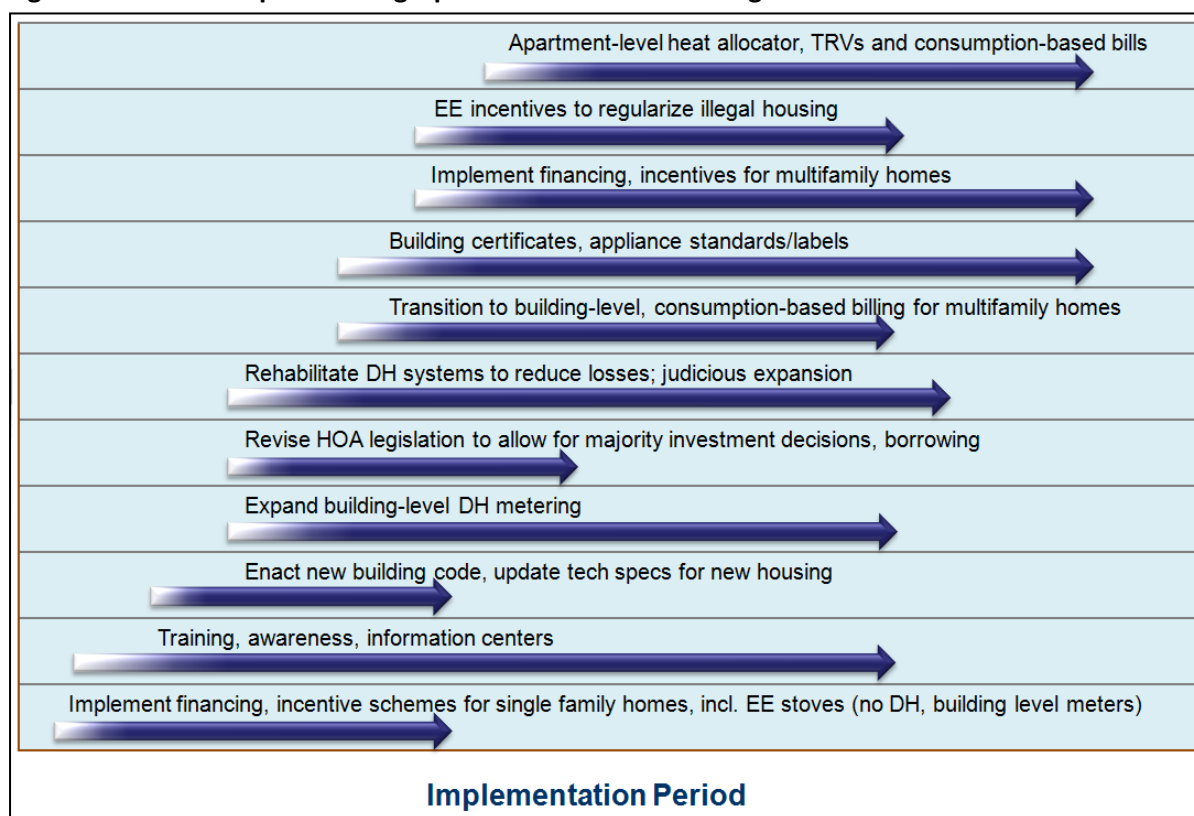 Apartment-level heat allocator, TRVs and consumption-based bills
EE incentives to regularize illegal housing
Implement financing, incentives for multifamily homes
Building certificates, appliance standards/labels
Transition to building-level, consumption-based billing for multifamily homes
Rehabilitate DH systems to reduce losses; judicious expansion
Revise HOA legislation to allow for majority investment decisions, borrowing
Expand building-level DH metering
Enact new building code, update tech specs for new housing
Training, awareness, information centers
Implement financing, incentive schemes for single family homes, incl. EE stoves (no DH, building level meters)
Implementation Period